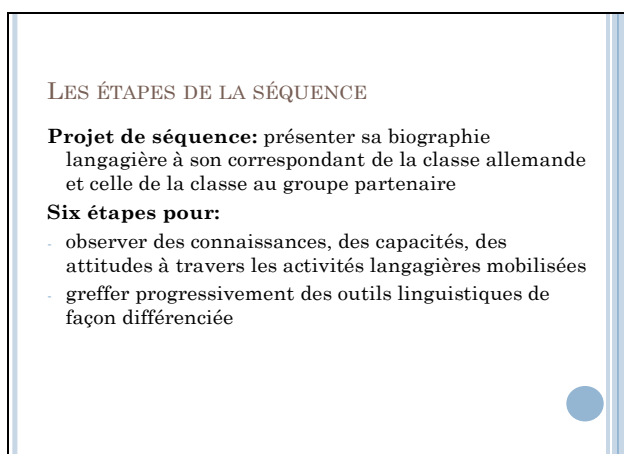 LES ÉTAPES DE LA SÉQUENCE
Projet de séquence: présenter sa biographie
langagière à son correspondant de la classe allemande
et celle de la classe au groupe partenaire
Six étapes pour:
- observer des connaissances, des capacités, des
attitudes à travers les activités langagières mobilisées
- greffer progressivement des outils linguistiques de
façon différenciée